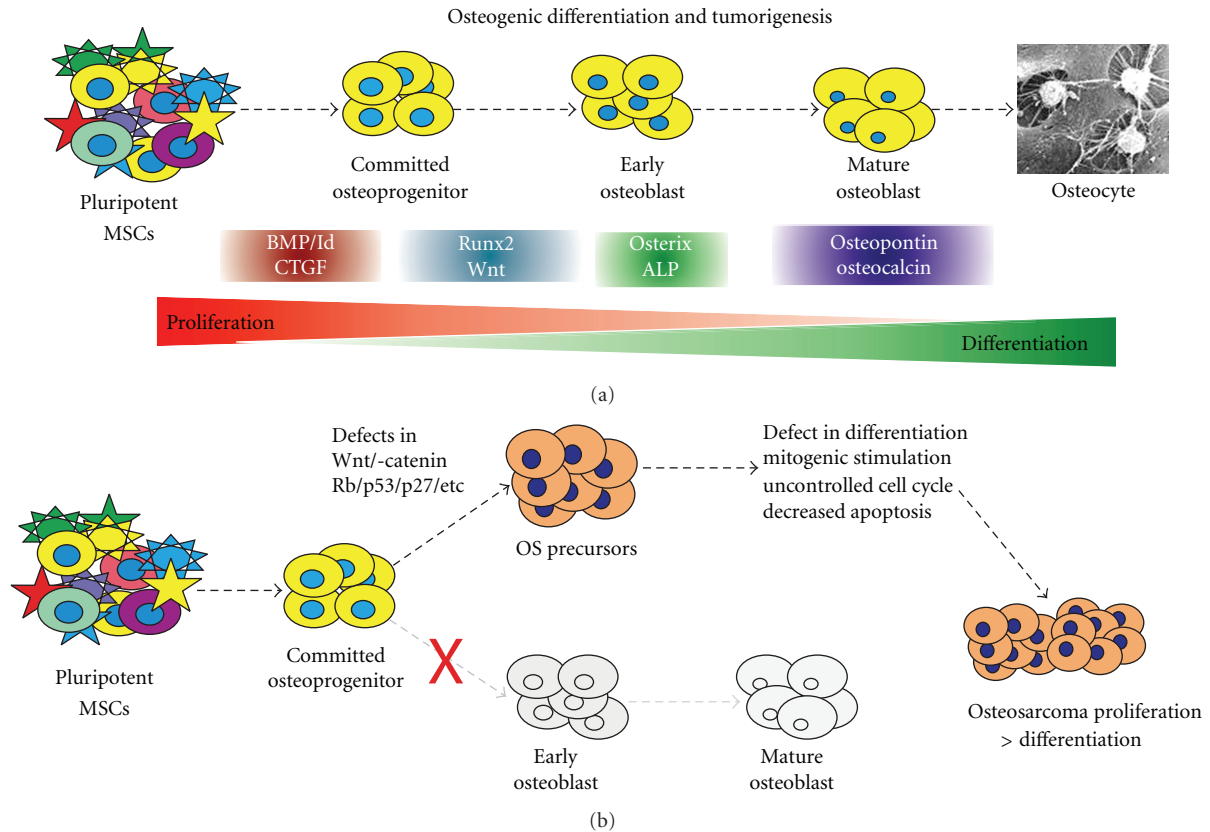 Osteogenic differentiation and tumorigenesis
Pluripotent
MSCs
Committed
osteoprogenitor
Early
osteoblast
Mature
osteoblast
Osteocyte
BMP/Id
CTGF
Runx2
Wnt
Osterix
ALP
Osteopontin
osteocalcin
Proliferation
Differentiation
(a)
Defects in
Wnt/-catenin
Rb/p53/p27/etc
OS precursors
Defect in differentiation
mitogenic stimulation
uncontrolled cell cycle
decreased apoptosis
Pluripotent
MSCs
Committed
osteoprogenitor
X
Early
osteoblast
Mature
osteoblast
Osteosarcoma proliferation
> differentiation
(b)